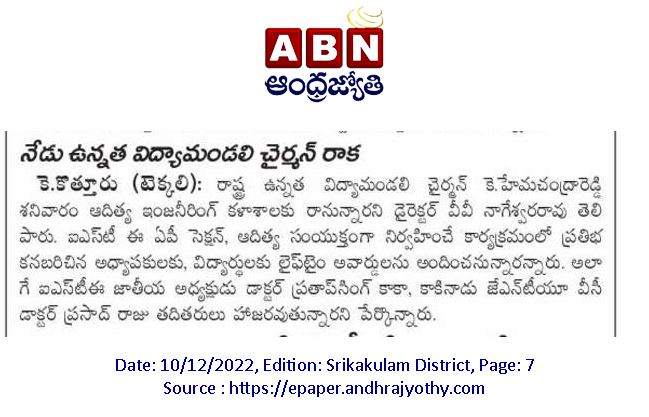 ABN
ఆంధ్రజ్యోతి
నేడు ఉన్నత విద్యామండలి చైర్మన్ రాక
కె.కొత్తూరు (టెక్కలి): రాష్ట్ర ఉన్నత విద్యామండలి చైర్మన్ కె.హేమచంద్రారెడ్డి
శనివారం ఆదిత్య ఇంజనీరింగ్ కళాశాలకు రానున్నారని డైరెక్టర్ వీవీ నాగేశ్వరరావు తెలి
పారు. ఐఎస్‌టీ ఈ ఏపీ సెక్షన్, ఆదిత్య సంయుక్తంగా నిర్వహించే కార్యక్రమంలో ప్రతిభ
కనబరిచిన అధ్యాపకులకు, విద్యార్థులకు లైఫ్‌టైం అవార్డులను అందించనున్నారన్నారు. అలా
గే ఐఎస్‌టీఈ జాతీయ అధ్యక్షుడు డాక్టర్ ప్రతాప్‌సింగ్ కాకా, కాకినాడు జేఎన్‌టీయూ వీసీ
డాక్టర్ ప్రసాద్ రాజు తదితరులు హాజరవుతున్నారని పేర్కొన్నారు.
Date: 10/12/2022, Edition: Srikakulam District, Page: 7
Source : https://epaper.andhrajyothy.com